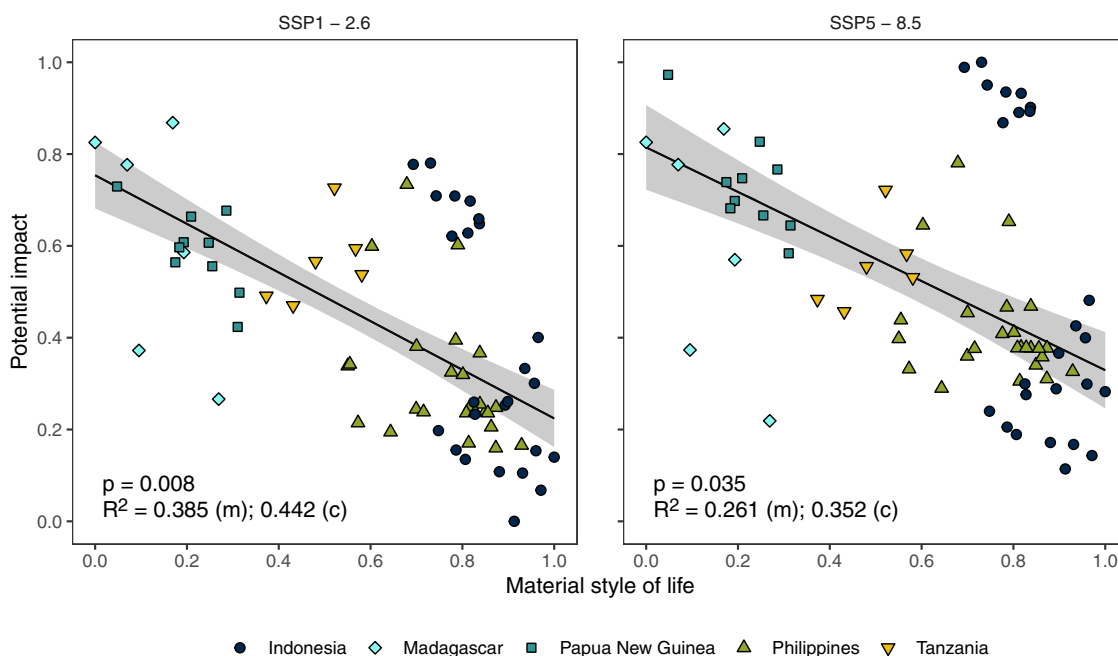 SSP1 − 2.6
SSP5 − 8.5
Potential impact
1.0
0.8
0.6
0.4
0.2
0.0
p = 0.008
R² = 0.385 (m); 0.442 (c)
p = 0.035
R² = 0.261 (m); 0.352 (c)
0.0 0.2 0.4 0.6 0.8 1.0
0.0 0.2 0.4 0.6 0.8 1.0
Material style of life
Indonesia Madagascar Papua New Guinea Philippines Tanzania